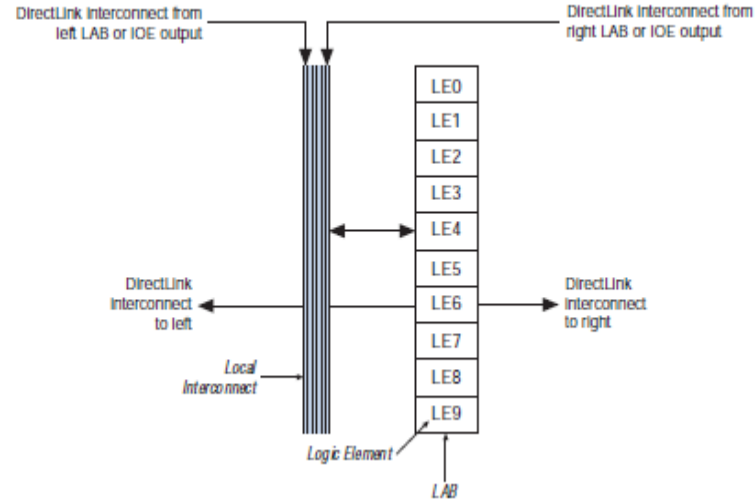 DirectLink Interconnect from
left LAB or IOE output
DirectLink Interconnect from
right LAB or IOE output
LE0
LE1
LE2
LE3
LE4
LE5
LE6
LE7
LE8
LE9
DirectLink
Interconnect
to left
DirectLink
Interconnect
to right
Local
Interconnect
Logic Element
LAB